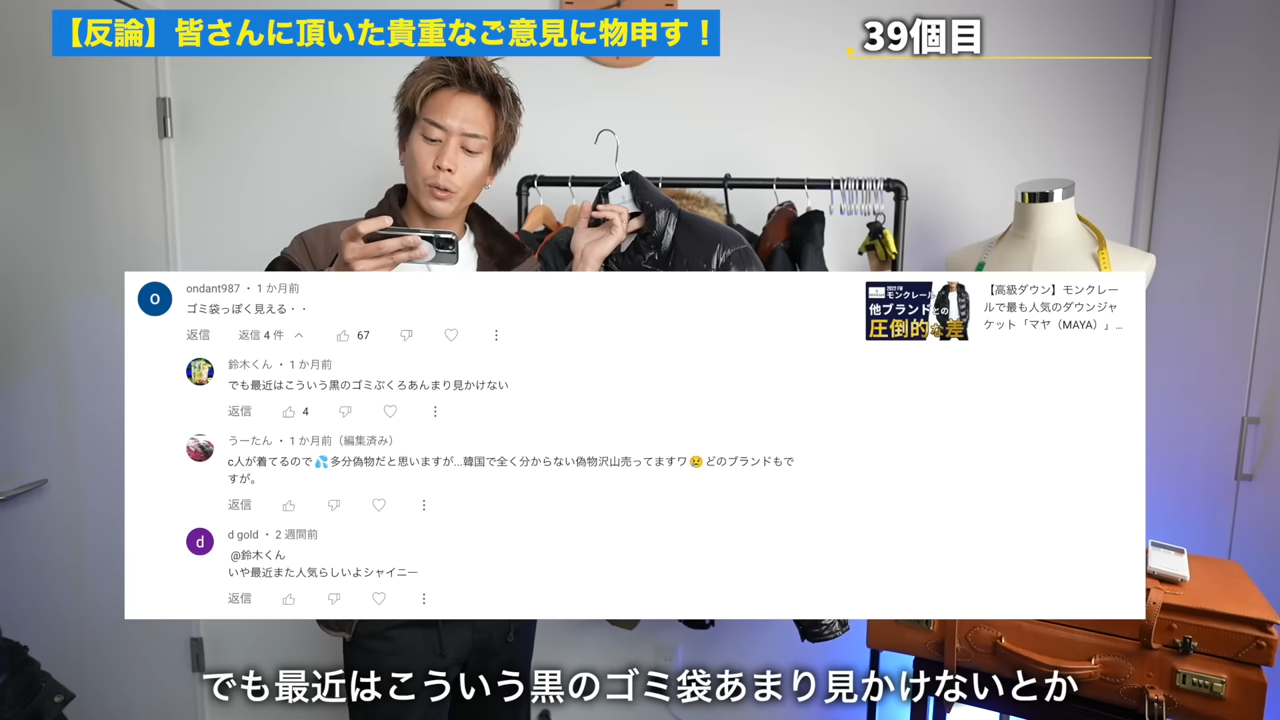 【反論】皆さんに頂いた貴重なご意見に物申す！
39個目
ondant987 ・ 1 か月前
ゴミ袋っぽく見える・・
返信 返信 4 件 67
2022 FW
モンクレール
他ブランドとの
圧倒的な差
【高級ダウン】モンクレー
ルで最も人気のダウンジャ
ケット「マヤ（MAYA）」…
鈴木くん ・ 1 か月前
でも最近はこういう黒のゴミぶくろあんまり見かけない
返信 4
うーたん ・ 1 か月前（編集済み）
c人が着てるので💦多分偽物だと思いますが...韓国で全く分からない偽物沢山売ってますワ😢どのブランドもで
すが。
返信
d gold ・ 2 週間前
@鈴木くん
いや最近また人気らしいよシャイニー
返信
でも最近はこういう黒のゴミ袋あまり見かけないとか